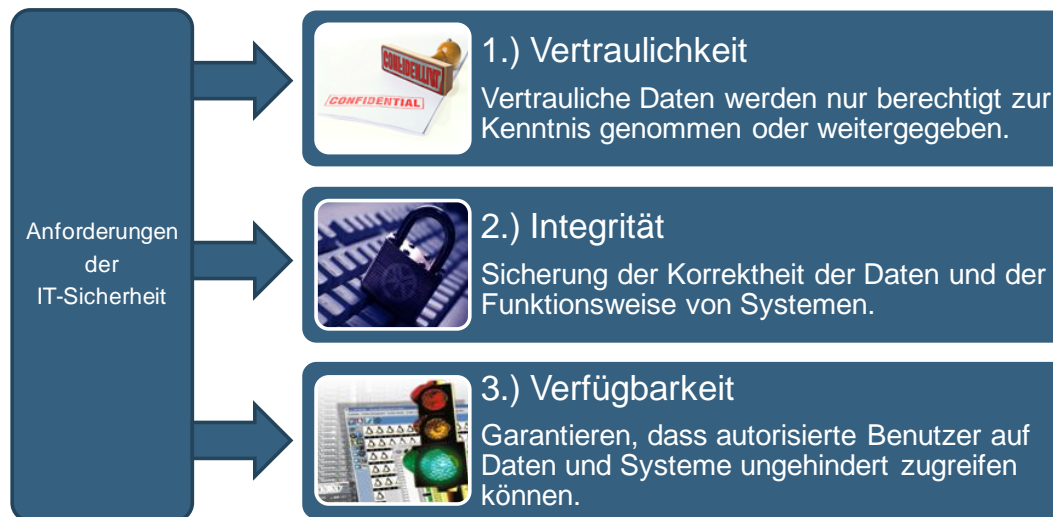 Anforderungen
der
IT-Sicherheit
CONFIDENTIAL
CONFIDENTIAL
1.) Vertraulichkeit
Vertrauliche Daten werden nur berechtigt zur
Kenntnis genommen oder weitergegeben.
2.) Integrität
Sicherung der Korrektheit der Daten und der
Funktionsweise von Systemen.
3.) Verfügbarkeit
Garantieren, dass autorisierte Benutzer auf
Daten und Systeme ungehindert zugreifen
können.